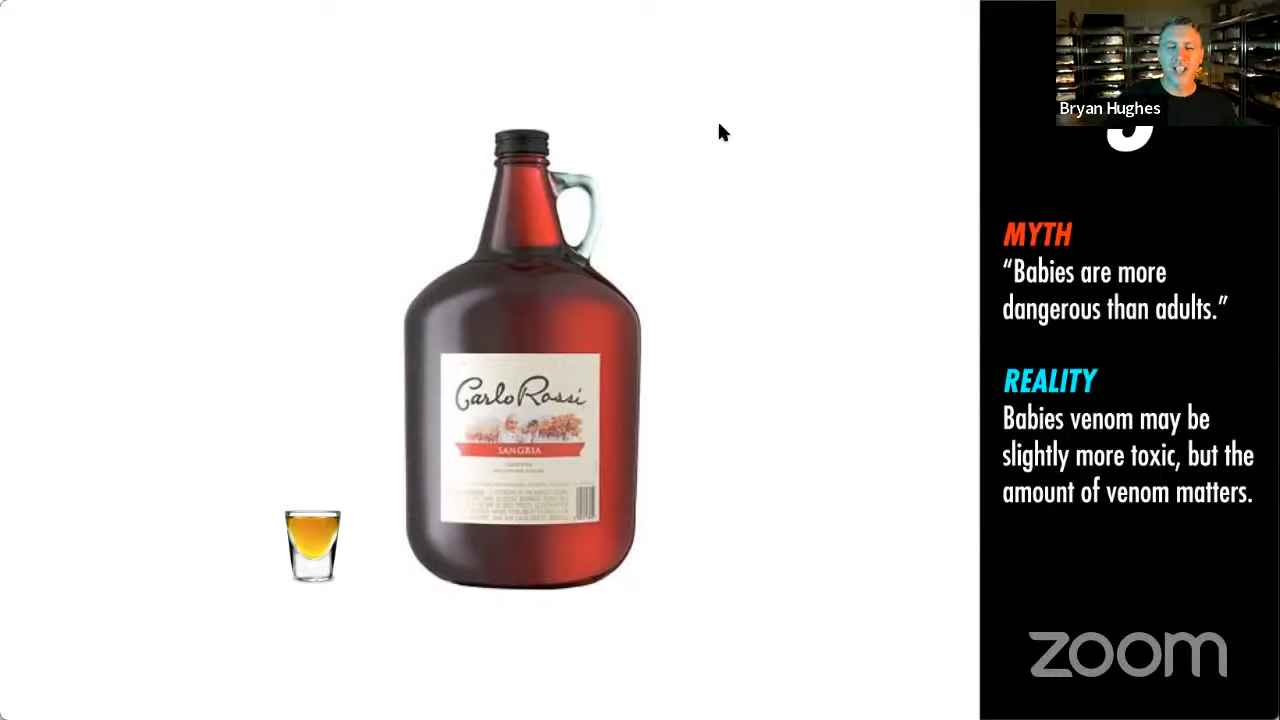 Bryan Hughes
MYTH
“Babies are more
dangerous than adults.”
REALITY
Babies venom may be
slightly more toxic, but the
amount of venom matters.
Carlo Rossi
SANGRIA
zoom